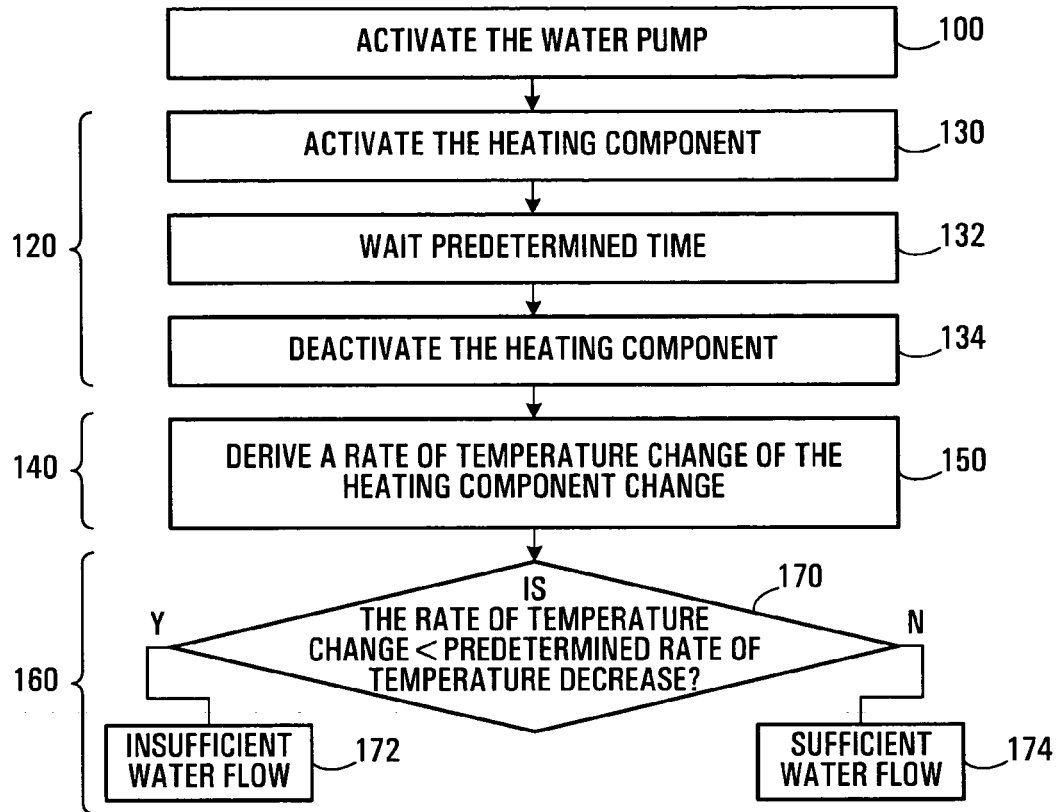 ACTIVATE THE WATER PUMP
100
ACTIVATE THE HEATING COMPONENT
130
120
WAIT PREDETERMINED TIME
132
DEACTIVATE THE HEATING COMPONENT
134
140
DERIVE A RATE OF TEMPERATURE CHANGE OF THE
HEATING COMPONENT CHANGE
150
160
IS
THE RATE OF TEMPERATURE
CHANGE < PREDETERMINED RATE OF
TEMPERATURE DECREASE?
170
Y
N
INSUFFICIENT
WATER FLOW
172
SUFFICIENT
WATER FLOW
174